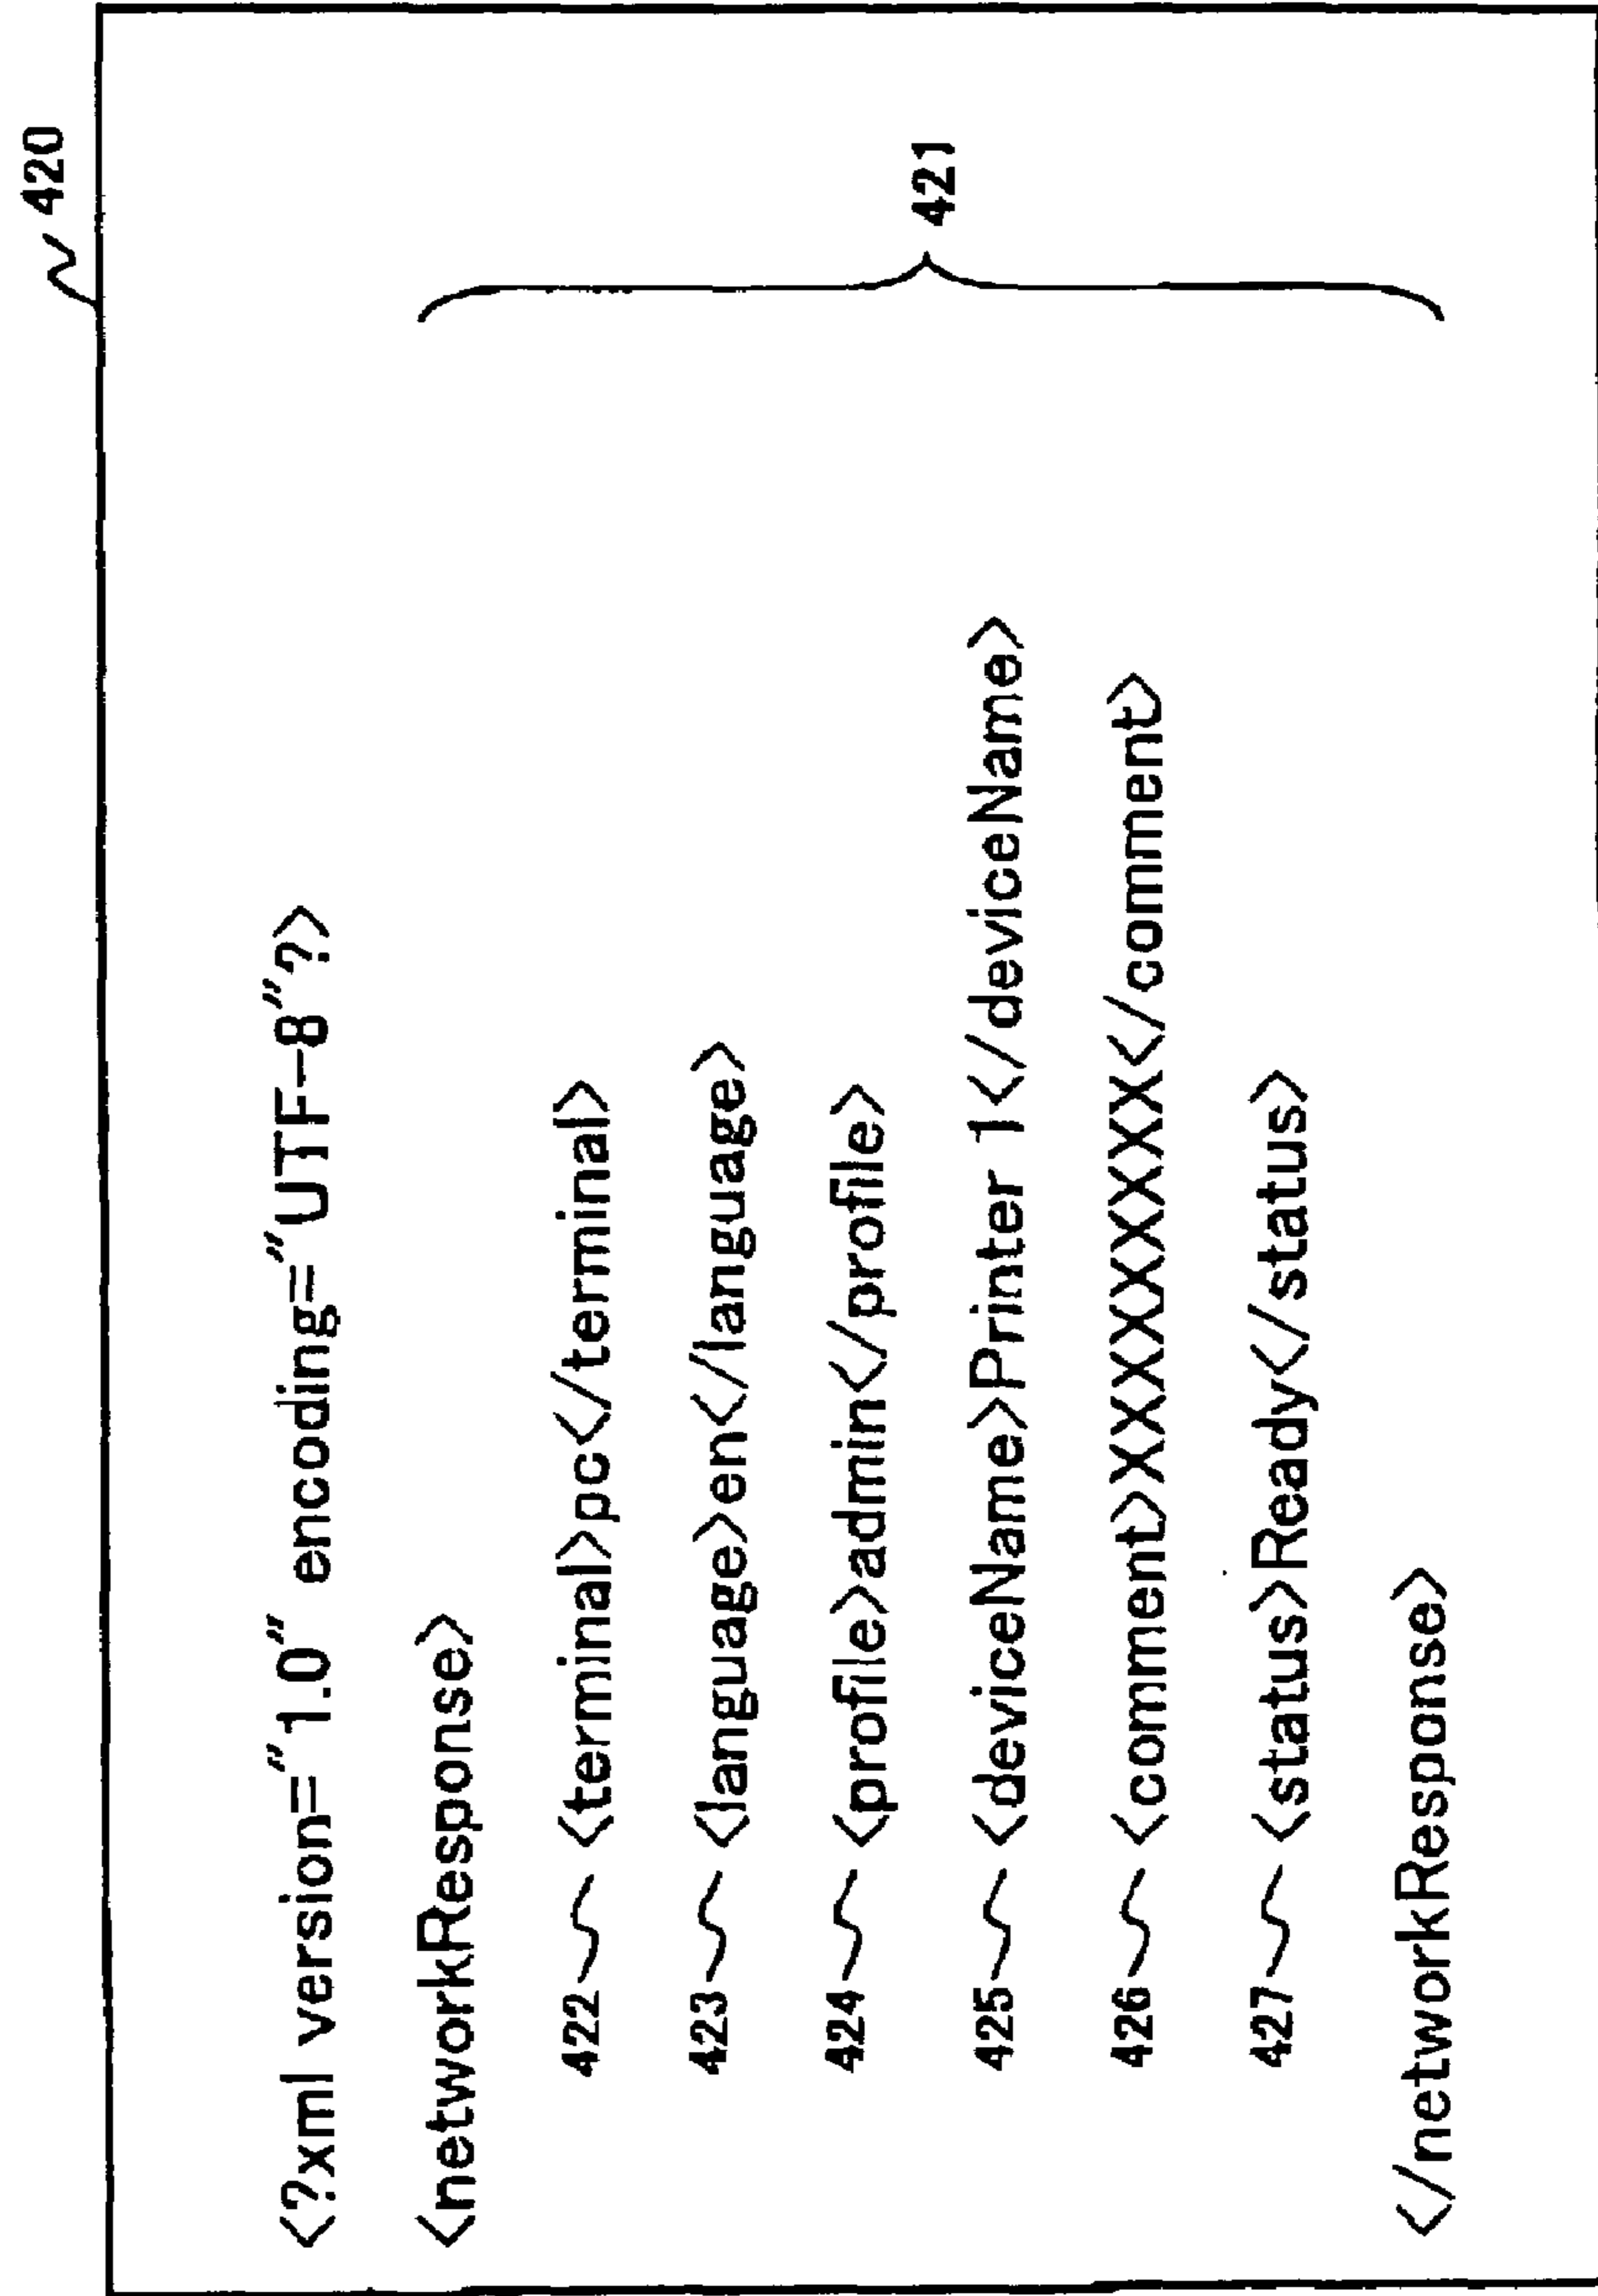 420
<?xml version="1.0" encoding="UTF-8"?>
<networkResponse>
422 <terminal>pc</terminal>
423 <language>en</language>
424 <profile>admin</profile>
425 <deviceName>Printer 1</deviceName>
421
426 <comment>XXXXXXXXX</comment>
427 <status>Ready</status>
</networkResponse>